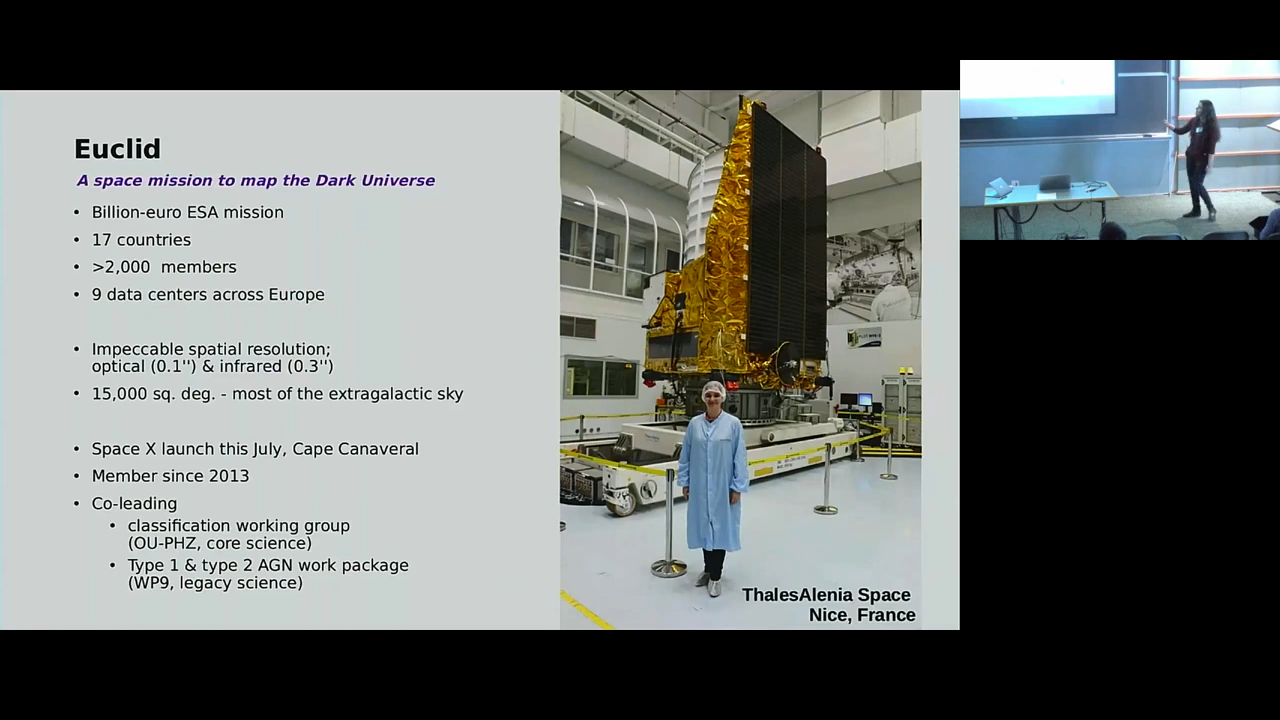 Euclid
A space mission to map the Dark Universe
• Billion-euro ESA mission
• 17 countries
• >2,000  members
• 9 data centers across Europe
• Impeccable spatial resolution;
optical (0.1'') & infrared (0.3'')
• 15,000 sq. deg. - most of the extragalactic sky
• Space X launch this July, Cape Canaveral
• Member since 2013
• Co-leading
• classification working group
(OU-PHZ, core science)
• Type 1 & type 2 AGN work package
(WP9, legacy science)
ThalesAlenia Space
Nice, France